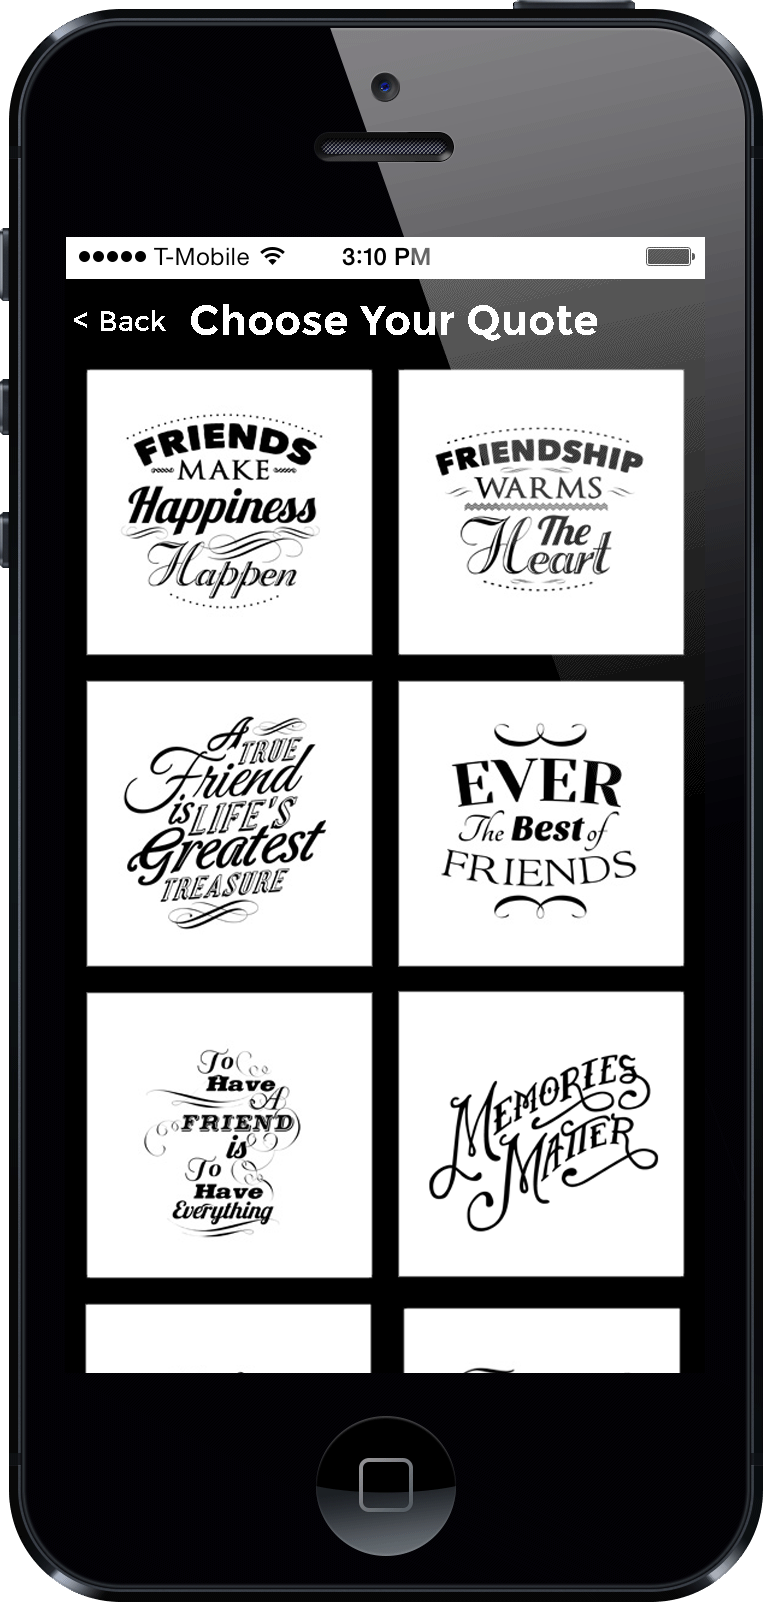 T-Mobile 3:10 PM
< Back Choose Your Quote
FRIENDS
MAKE
Happiness
Happen
FRIENDSHIP
WARMS
The
Heart
A
TRUE
Friend
is LIFE'S
Greatest
TREASURE
EVER
The Best of
FRIENDS
To
Have
A
FRIEND
is
To
Have
Everything
MEMORIES
MATTER